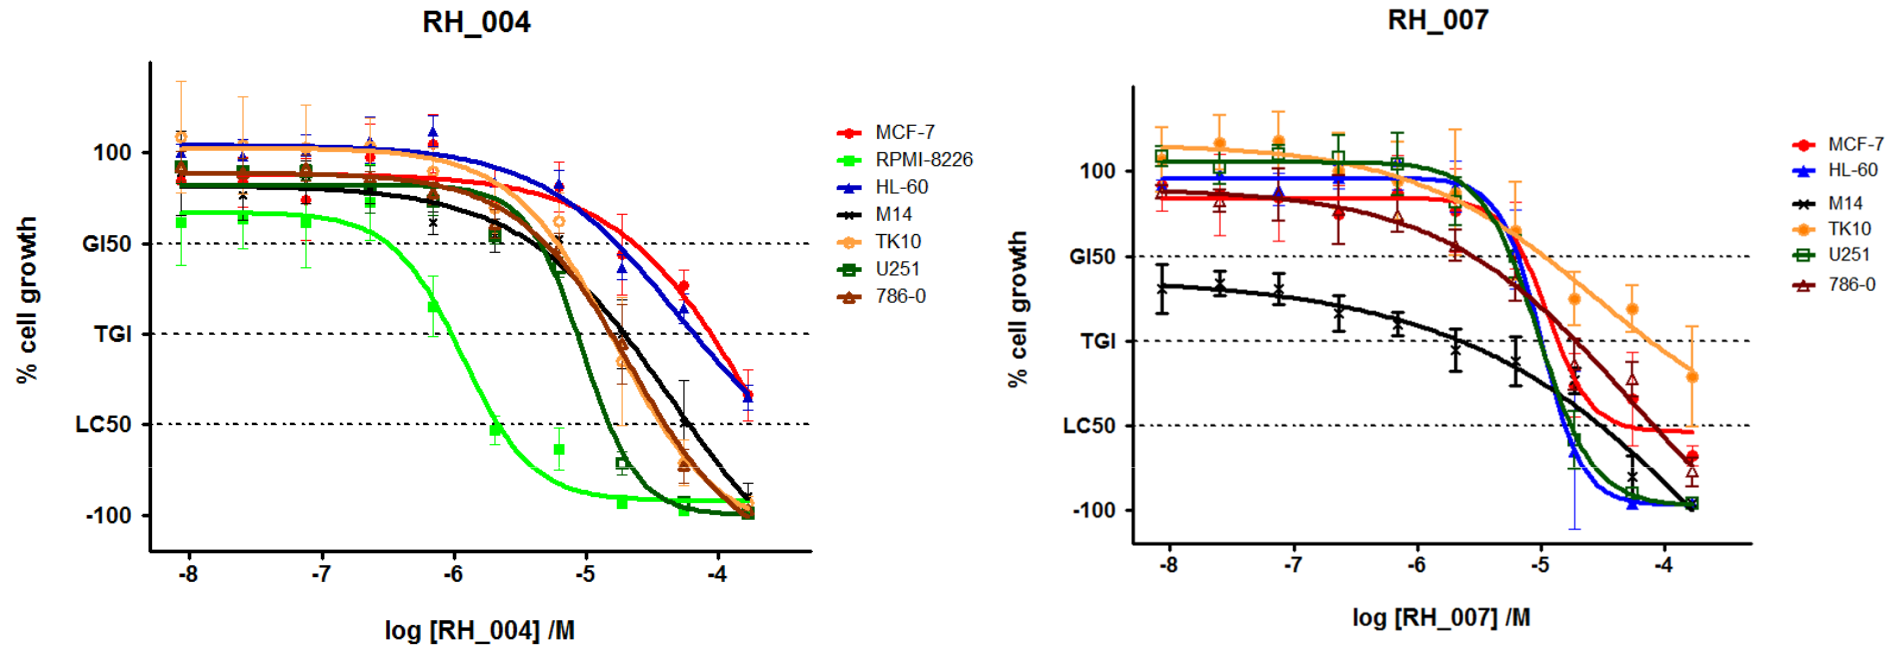 RH_004
% cell growth
100
GI50
TGI
LC50
-100
-8 -7 -6 -5 -4
log [RH_004] /M
MCF-7
RPMI-8226
HL-60
M14
TK10
U251
786-0
RH_007
% cell growth
100
GI50
TGI
LC50
-100
-8 -7 -6 -5 -4
log [RH_007] /M
MCF-7
HL-60
M14
TK10
U251
786-0